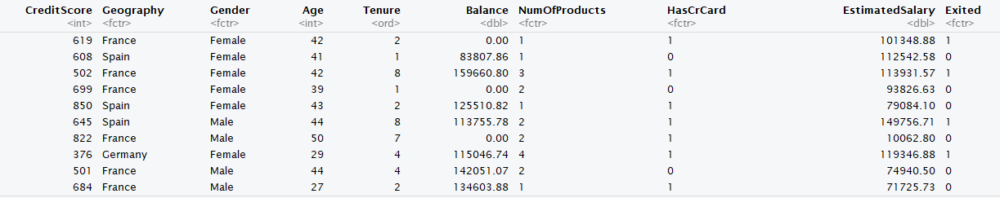 CreditScore Geography Gender Age Tenure Balance NumOfProducts HasCrCard EstimatedSalary Exited
<int> <fctr> <fctr> <int> <ord> <dbl> <fctr> <fctr> <dbl> <fctr>
619 France Female 42 2 0.00 1 1 101348.88 1
608 Spain Female 41 1 83807.86 1 0 112542.58 0
502 France Female 42 8 159660.80 3 1 113931.57 1
699 France Female 39 1 0.00 2 0 93826.63 0
850 Spain Female 43 2 125510.82 1 1 79084.10 0
645 Spain Male 44 8 113755.78 2 1 149756.71 1
822 France Male 50 7 0.00 2 1 10062.80 0
376 Germany Female 29 4 115046.74 4 1 119346.88 1
501 France Male 44 4 142051.07 2 0 74940.50 0
684 France Male 27 2 134603.88 1 1 71725.73 0